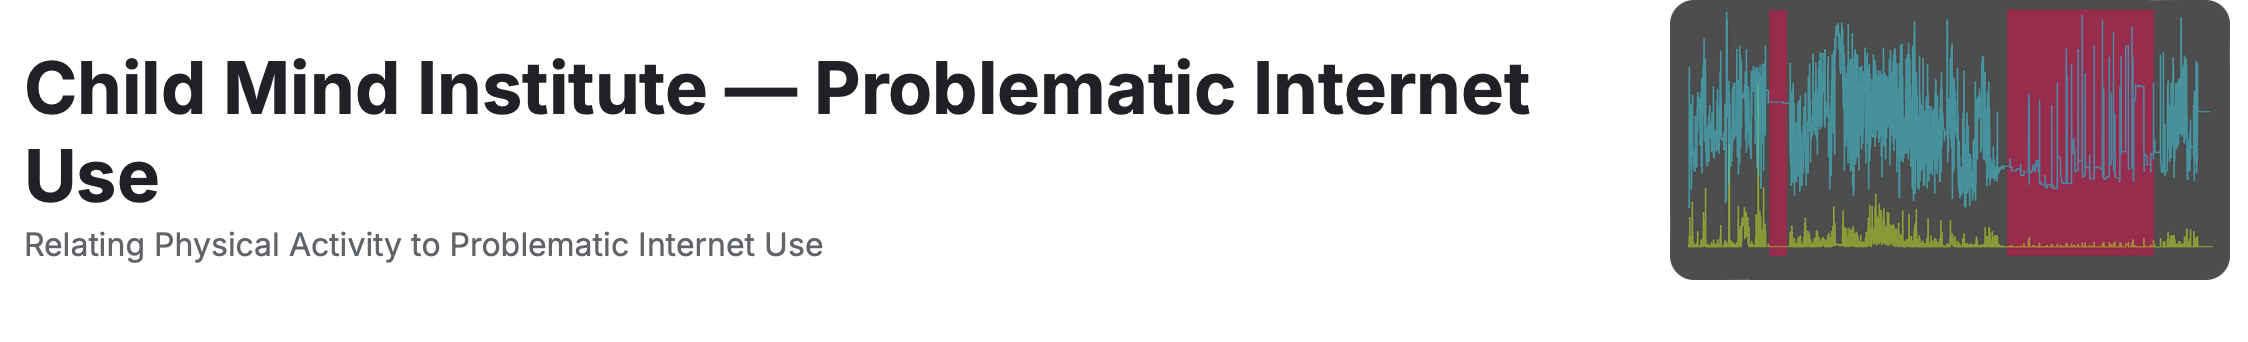 Child Mind Institute — Problematic Internet
Use
Relating Physical Activity to Problematic Internet Use